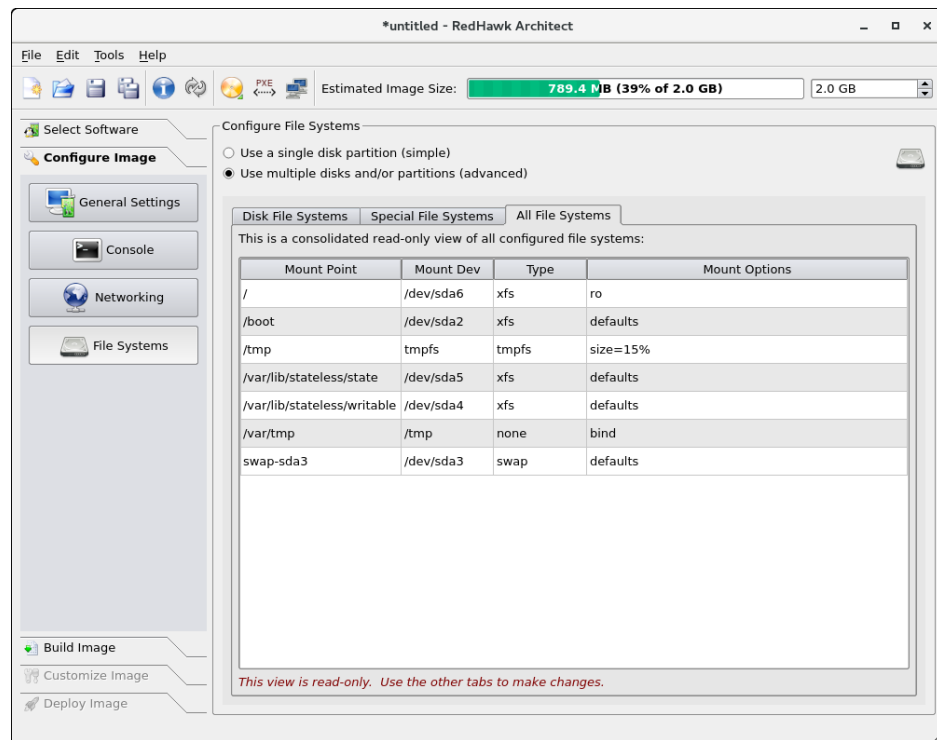 *untitled - RedHawk Architect
File Edit Tools Help
PXE
Estimated Image Size: 789.4 MB (39% of 2.0 GB) 2.0 GB
Select Software
Configure Image
General Settings
Console
Networking
File Systems
Build Image
Customize Image
Deploy Image
Configure File Systems
Use a single disk partition (simple)
Use multiple disks and/or partitions (advanced)
Disk File Systems Special File Systems All File Systems
This is a consolidated read-only view of all configured file systems:
Mount Point Mount Dev Type Mount Options
/ /dev/sda6 xfs ro
/boot /dev/sda2 xfs defaults
/tmp tmpfs tmpfs size=15%
/var/lib/stateless/state /dev/sda5 xfs defaults
/var/lib/stateless/writable /dev/sda4 xfs defaults
/var/tmp /tmp none bind
swap-sda3 /dev/sda3 swap defaults
This view is read-only. Use the other tabs to make changes.